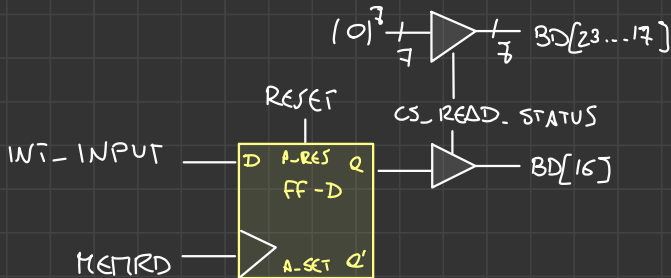 (0)⁷ 7 7 BD[23...17]
RESET
CS_READ_STATUS
INT_INPUT D A_RES Q BD[16]
FF-D
MEMRD A_SET Q'